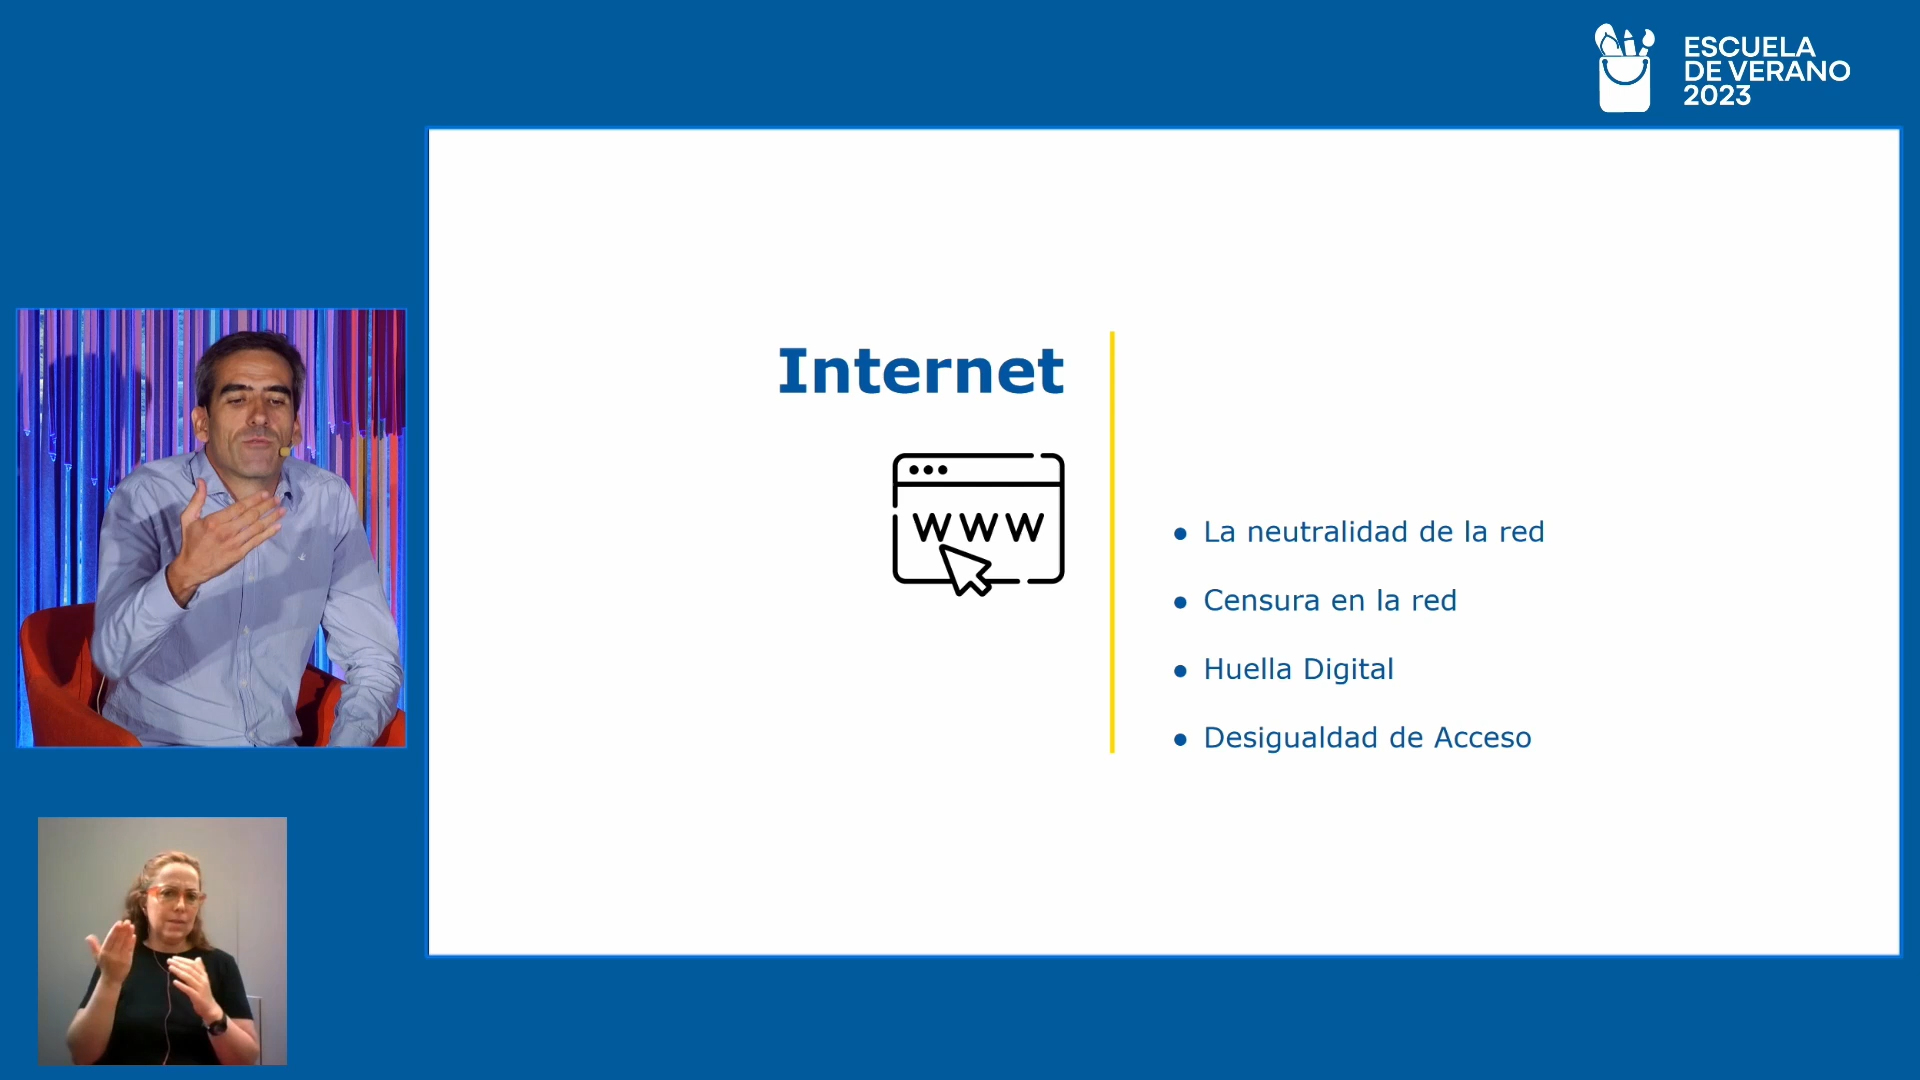 ESCUELA
DE VERANO
2023
Internet
WWW
● La neutralidad de la red
● Censura en la red
● Huella Digital
● Desigualdad de Acceso